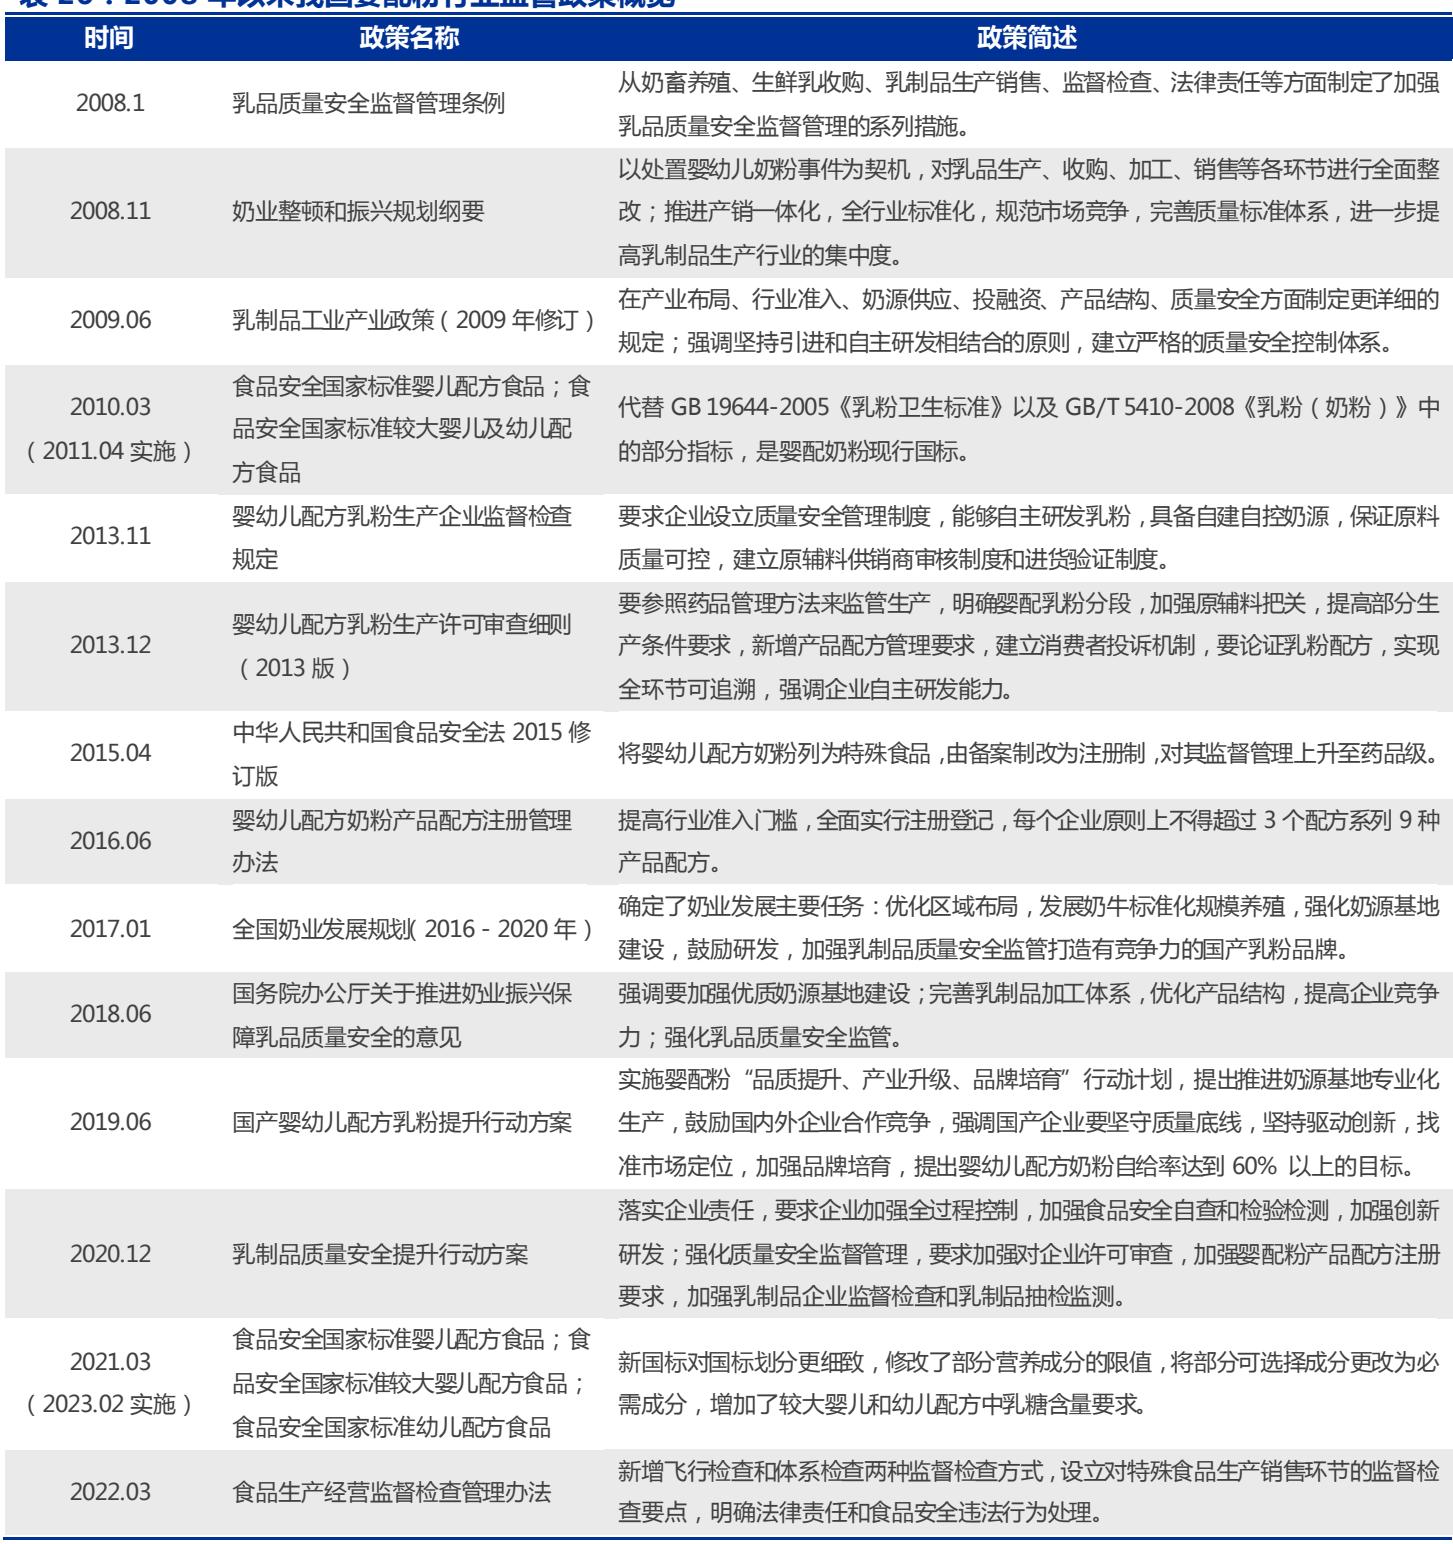 表 26：2008 年以来我国婴配粉行业监管政策概览
时间 政策名称 政策简述
2008.1 乳品质量安全监督管理条例
从奶畜养殖、生鲜乳收购、乳制品生产销售、监督检查、法律责任等方面制定了加强
乳品质量安全监督管理的系列措施。
2008.11 奶业整顿和振兴规划纲要
以处置婴幼儿奶粉事件为契机，对乳品生产、收购、加工、销售等各环节进行全面整
改；推进产销一体化，全行业标准化，规范市场竞争，完善质量标准体系，进一步提
高乳制品生产行业的集中度。
2009.06 乳制品工业产业政策（2009 年修订）
在产业布局、行业准入、奶源供应、投融资、产品结构、质量安全方面制定更详细的
规定；强调坚持引进和自主研发相结合的原则，建立严格的质量安全控制体系。
2010.03
（2011.04 实施）
食品安全国家标准婴儿配方食品；食
品安全国家标准较大婴儿及幼儿配
方食品
代替 GB 19644-2005《乳粉卫生标准》以及 GB/T 5410-2008《乳粉（奶粉）》中
的部分指标，是婴配奶粉现行国标。
2013.11
婴幼儿配方乳粉生产企业监督检查
规定
要求企业设立质量安全管理制度，能够自主研发乳粉，具备自建自控奶源，保证原料
质量可控，建立原辅料供销商审核制度和进货验证制度。
2013.12
婴幼儿配方乳粉生产许可审查细则
（2013 版）
要参照药品管理方法来监管生产，明确婴配乳粉分段，加强原辅料把关，提高部分生
产条件要求，新增产品配方管理要求，建立消费者投诉机制，要论证乳粉配方，实现
全环节可追溯，强调企业自主研发能力。
2015.04
中华人民共和国食品安全法 2015 修
订版
将婴幼儿配方奶粉列为特殊食品，由备案制改为注册制，对其监督管理上升至药品级。
2016.06
婴幼儿配方奶粉产品配方注册管理
办法
提高行业准入门槛，全面实行注册登记，每个企业原则上不得超过 3 个配方系列 9 种
产品配方。
2017.01 全国奶业发展规划（2016 - 2020 年）
确定了奶业发展主要任务：优化区域布局，发展奶牛标准化规模养殖，强化奶源基地
建设，鼓励研发，加强乳制品质量安全监管打造有竞争力的国产乳粉品牌。
2018.06
国务院办公厅关于推进奶业振兴保
障乳品质量安全的意见
强调要加强优质奶源基地建设；完善乳制品加工体系，优化产品结构，提高企业竞争
力；强化乳品质量安全监管。
2019.06 国产婴幼儿配方乳粉提升行动方案
实施婴配粉“品质提升、产业升级、品牌培育”行动计划，提出推进奶源基地专业化
生产，鼓励国内外企业合作竞争，强调国产企业要坚守质量底线，坚持驱动创新，找
准市场定位，加强品牌培育，提出婴幼儿配方奶粉自给率达到 60% 以上的目标。
2020.12 乳制品质量安全提升行动方案
落实企业责任，要求企业加强全过程控制，加强食品安全自查和检验检测，加强创新
研发；强化质量安全监督管理，要求加强对企业许可审查，加强婴配粉产品配方注册
要求，加强乳制品企业监督检查和乳制品抽检监测。
2021.03
（2023.02 实施）
食品安全国家标准婴儿配方食品；食
品安全国家标准较大婴儿配方食品；
食品安全国家标准幼儿配方食品
新国标对国标划分更细致，修改了部分营养成分的限值，将部分可选择成分更改为必
需成分，增加了较大婴儿和幼儿配方中乳糖含量要求。
2022.03 食品生产经营监督检查管理办法
新增飞行检查和体系检查两种监督检查方式，设立对特殊食品生产销售环节的监督检
查要点，明确法律责任和食品安全违法行为处理。